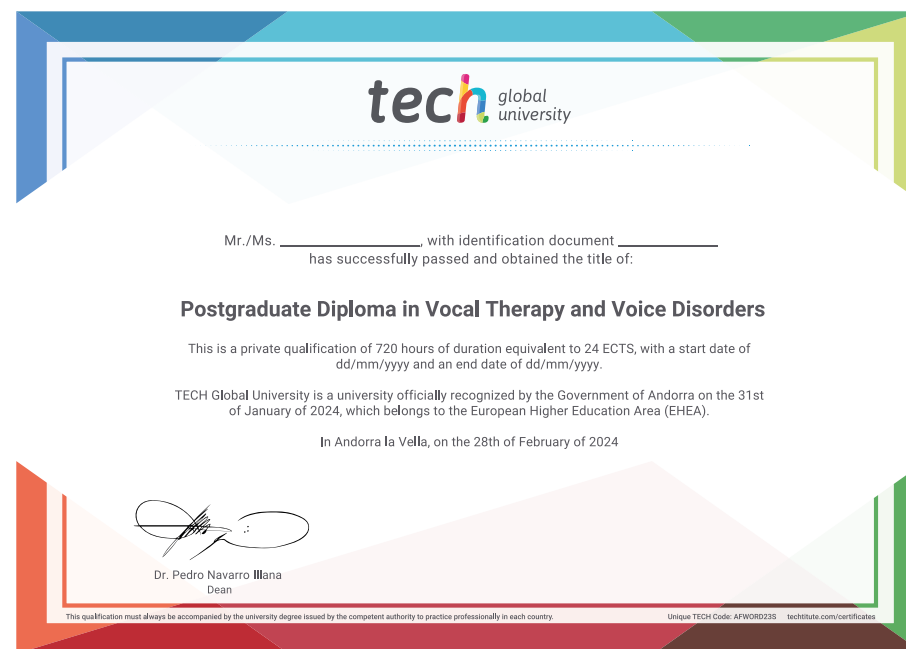 tech global university
Mr./Ms. ____________________, with identification document ______________
has successfully passed and obtained the title of:
Postgraduate Diploma in Vocal Therapy and Voice Disorders
This is a private qualification of 720 hours of duration equivalent to 24 ECTS, with a start date of
dd/mm/yyyy and an end date of dd/mm/yyyy.
TECH Global University is a university officially recognized by the Government of Andorra on the 31st
of January of 2024, which belongs to the European Higher Education Area (EHEA).
In Andorra la Vella, on the 28th of February of 2024
Dr. Pedro Navarro Illana
Dean
This qualification must always be accompanied by the university degree issued by the competent authority to practice professionally in each country. Unique TECH Code: AFWORD23S techtitute.com/certificates